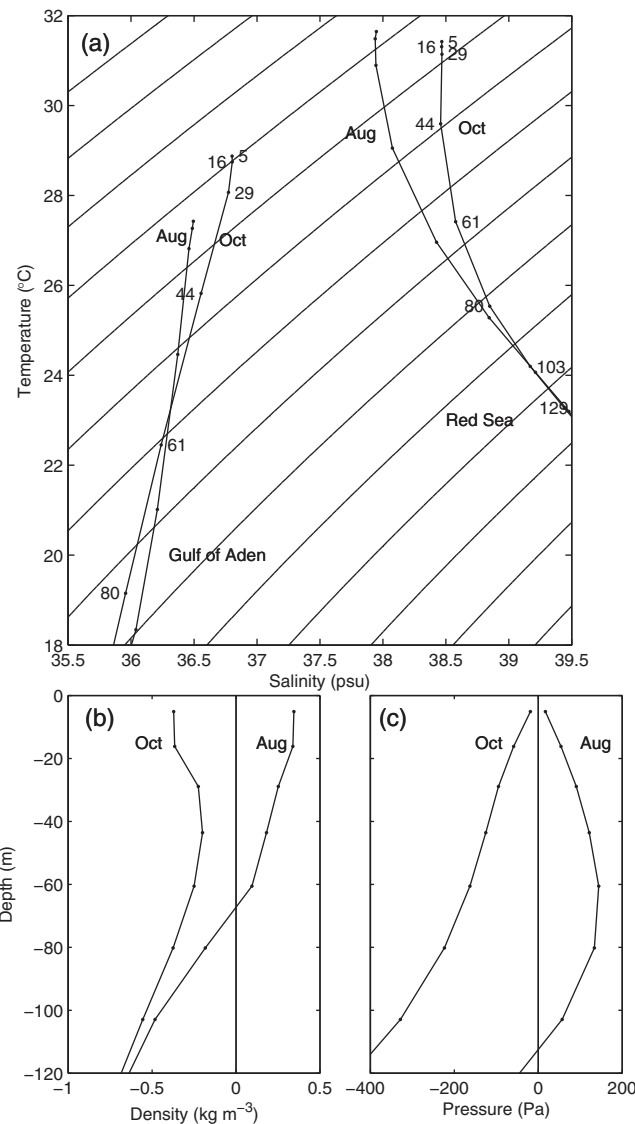 (a)
32
30
28
26
24
22
20
18
Temperature (°C)
16 5
29
44 Oct
Aug
61
80
103
129
Red Sea
16 5
29
Aug Oct
44
61
Gulf of Aden
80
35.5 36 36.5 37 37.5 38 38.5 39 39.5
Salinity (psu)
(b)
Oct Aug
0
−20
−40
−60
−80
−100
−120
Depth (m)
−1 −0.5 0 0.5
Density (kg m−3)
(c)
Oct Aug
−400 −200 0 200
Pressure (Pa)